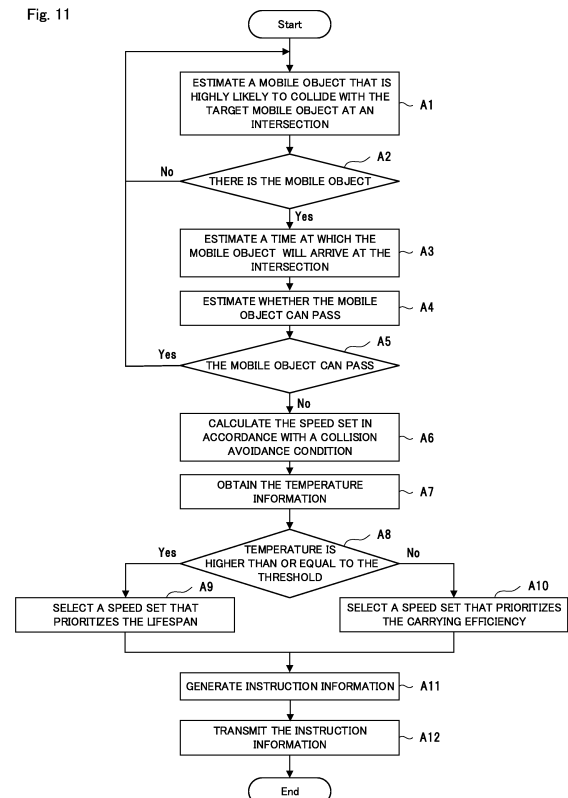 Fig. 11
Start
ESTIMATE A MOBILE OBJECT THAT IS
HIGHLY LIKELY TO COLLIDE WITH THE
TARGET MOBILE OBJECT AT AN
INTERSECTION
A1
A2
No
THERE IS THE MOBILE OBJECT
Yes
ESTIMATE A TIME AT WHICH THE
MOBILE OBJECT WILL ARRIVE AT THE
INTERSECTION
A3
ESTIMATE WHETHER THE MOBILE
OBJECT CAN PASS
A4
A5
Yes
THE MOBILE OBJECT CAN PASS
No
CALCULATE THE SPEED SET IN
ACCORDANCE WITH A COLLISION
AVOIDANCE CONDITION
A6
OBTAIN THE TEMPERATURE
INFORMATION
A7
A8
Yes
TEMPERATURE IS
HIGHER THAN OR EQUAL TO THE
THRESHOLD
No
A9
SELECT A SPEED SET THAT
PRIORITIZES THE LIFESPAN
A10
SELECT A SPEED SET THAT PRIORITIZES
THE CARRYING EFFICIENCY
GENERATE INSTRUCTION INFORMATION
A11
TRANSMIT THE INSTRUCTION
INFORMATION
A12
End